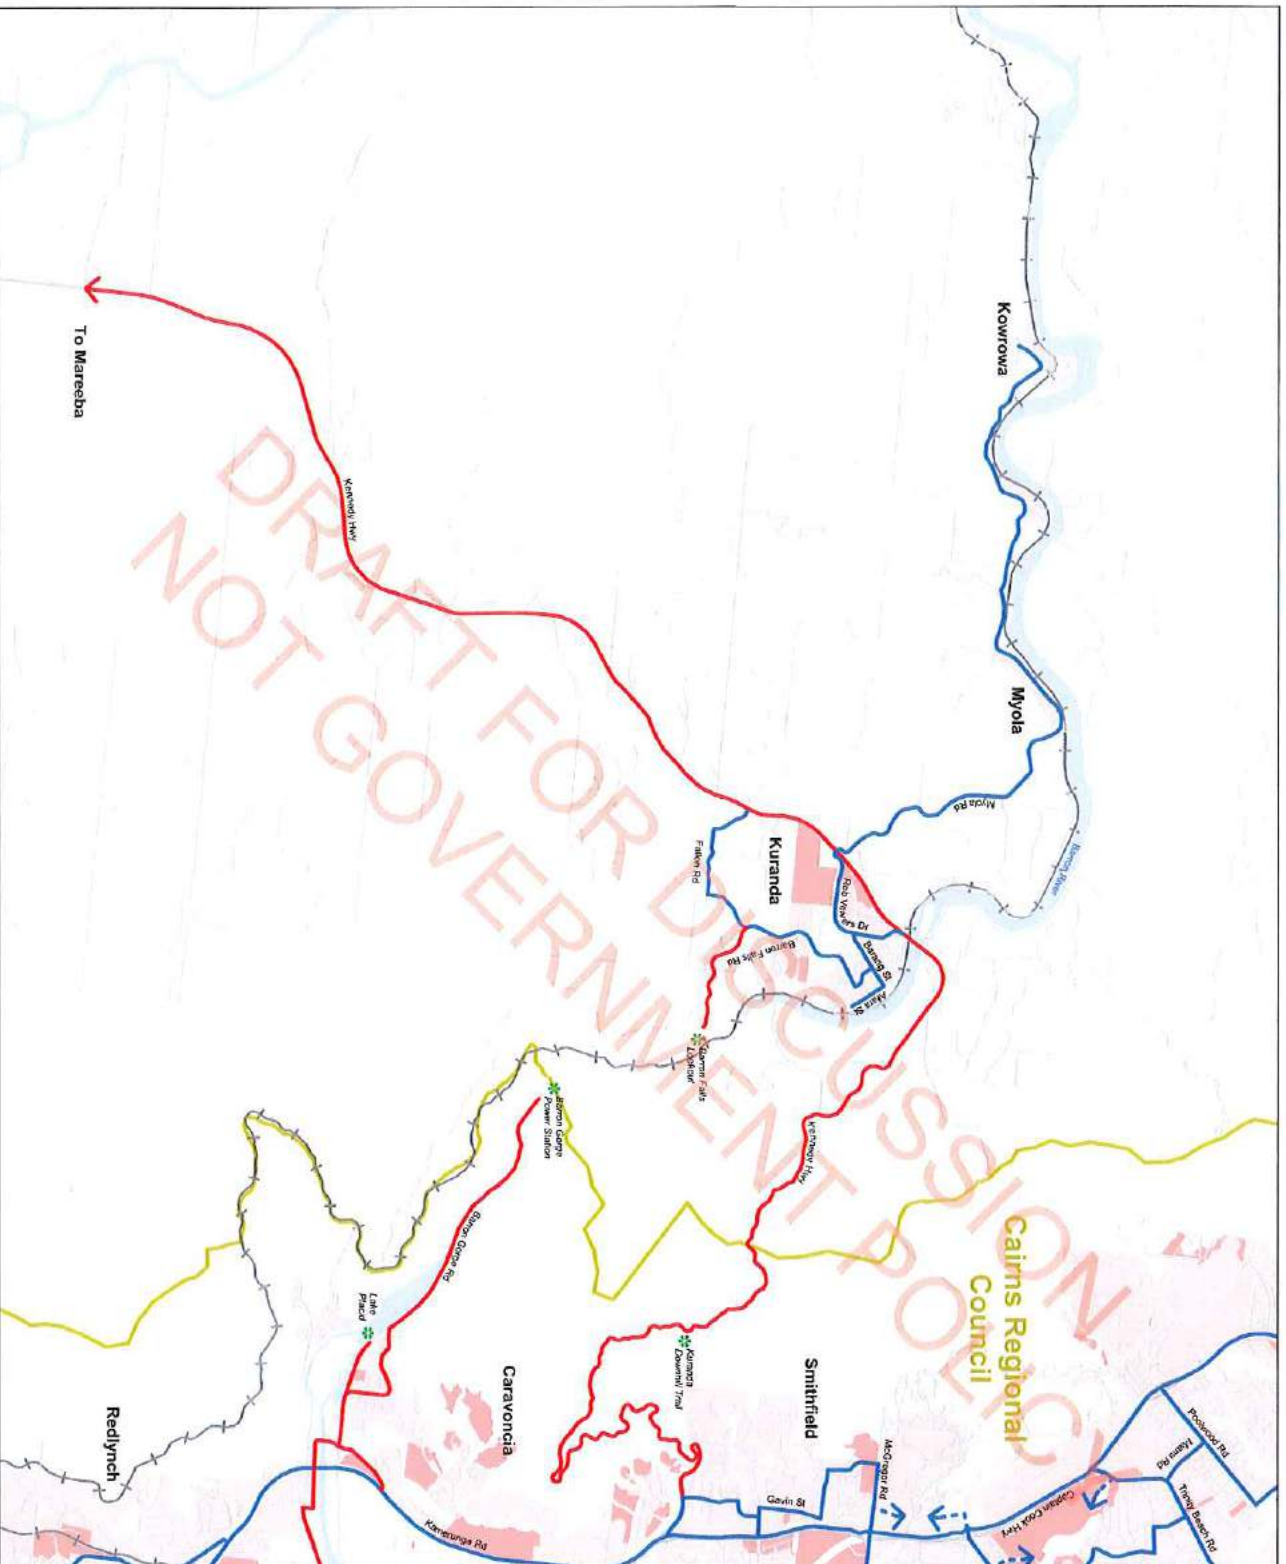 Kowrowa
To Mareeba
Kennedy Hwy
Myola
Myola Rd
Barron River
Kuranda
Fallon Rd
Rob Veivers Dr
Barang St
Arara St
Barron Falls Rd
Barron Falls
Lookout
Barron Gorge
Power Station
Kennedy Hwy
Cairns Regional
Council
Barron Gorge Rd
Lake
Placid
Kuranda
Downhill Trail
Smithfield
Caravoncia
Redlynch
McGregor Rd
Gavin St
Kamerunga Rd
Captain Cook Hwy
Poolwood Rd
Trinity Beach Rd
DRAFT FOR DISCUSSION.
NOT GOVERNMENT POLIC